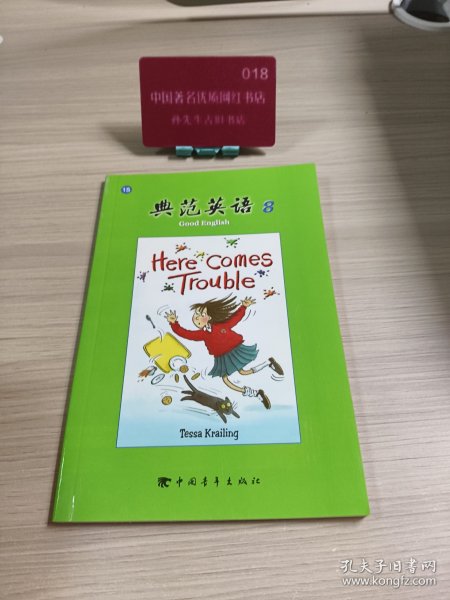 018
中国著名优质网红书店
孙先生古旧书店
15
典范英语 8
Good English
Here Comes
Trouble
Tessa Krailing
中国青年出版社
孔夫子旧书网
www.kongfz.com